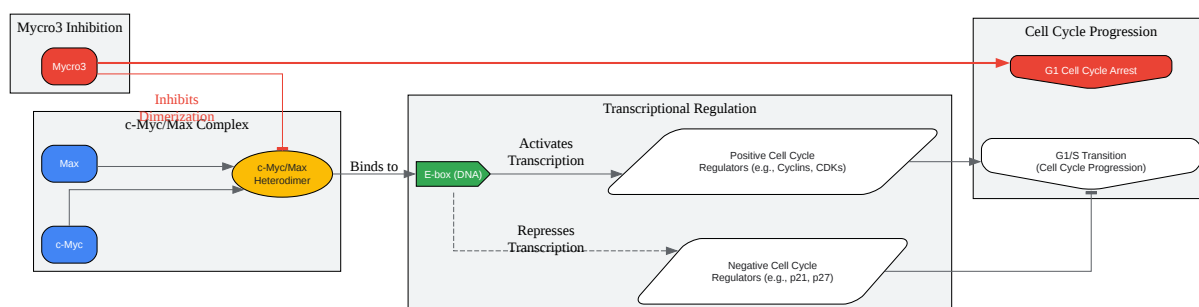 Mycro3 Inhibition
Mycro3
Inhibits
Dimerization
c-Myc/Max Complex
Max
c-Myc
c-Myc/Max
Heterodimer
Binds to
Transcriptional Regulation
E-box (DNA)
Activates
Transcription
Represses
Transcription
Positive Cell Cycle
Regulators (e.g., Cyclins, CDKs)
Negative Cell Cycle
Regulators (e.g., p21, p27)
Cell Cycle Progression
G1 Cell Cycle Arrest
G1/S Transition
(Cell Cycle Progression)